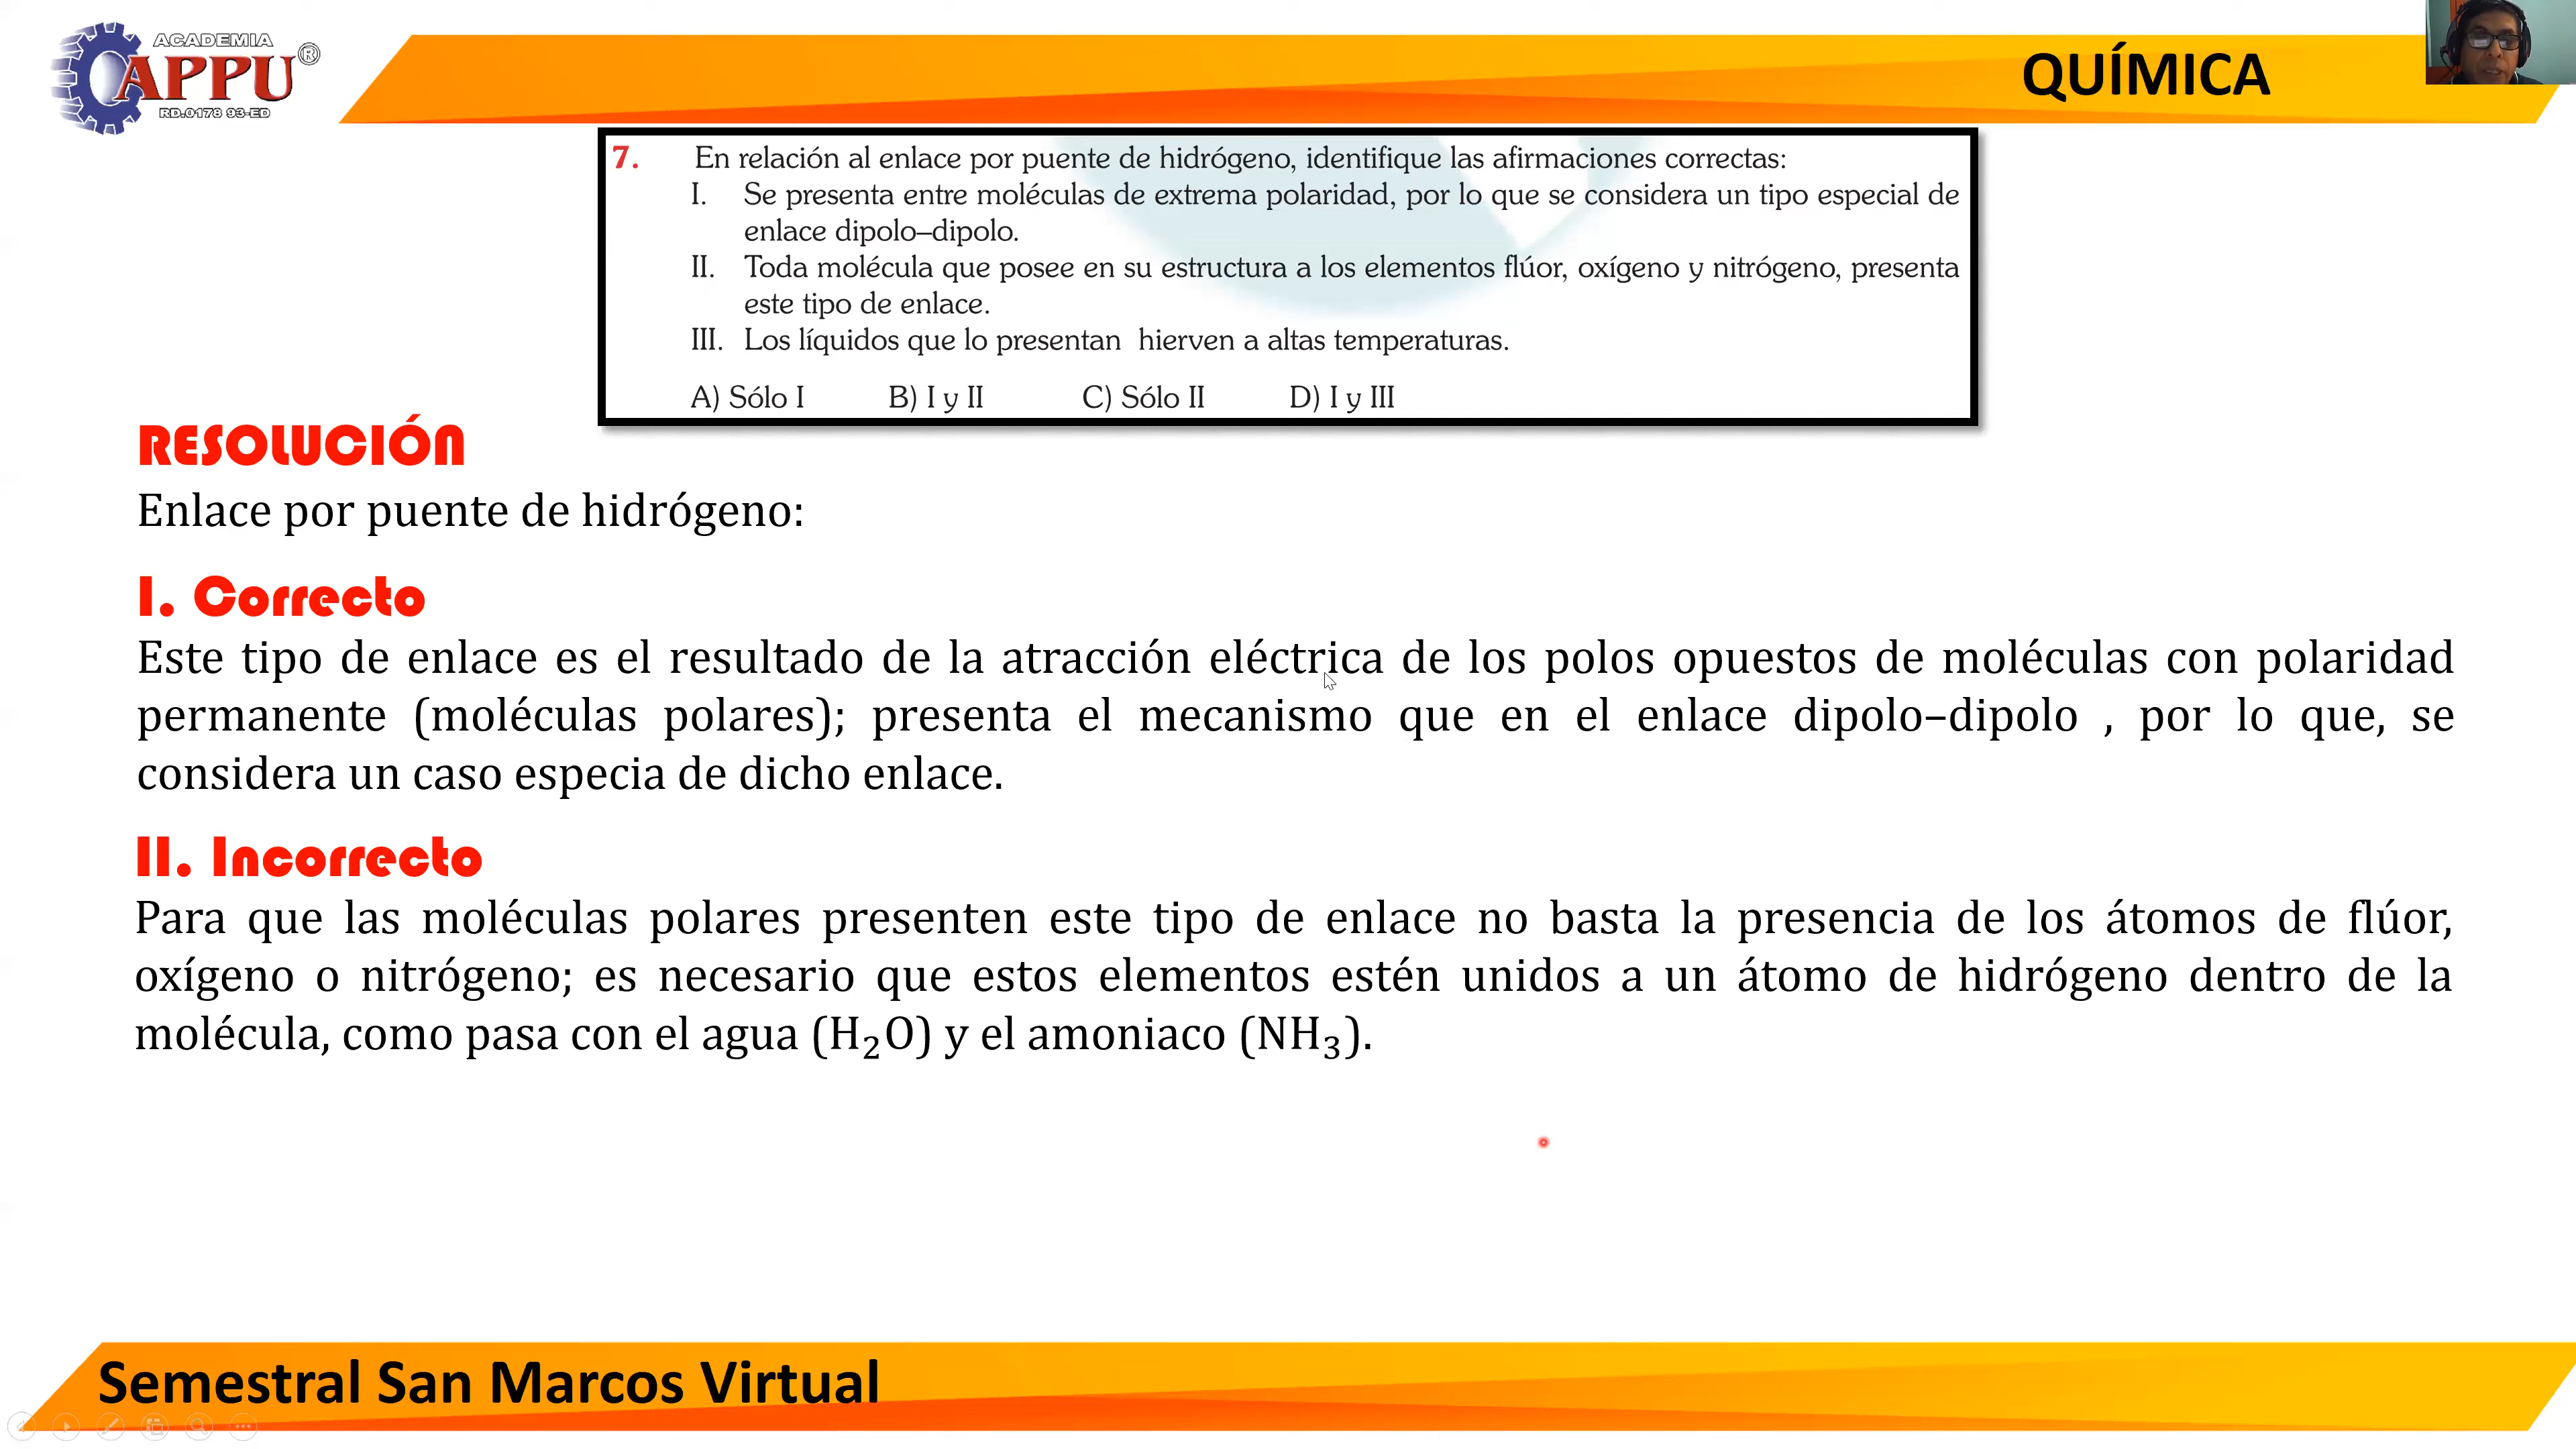 ACADEMIA
APPU®
RD.0178 93-ED
QUÍMICA
7. En relación al enlace por puente de hidrógeno, identifique las afirmaciones correctas:
I. Se presenta entre moléculas de extrema polaridad, por lo que se considera un tipo especial de
enlace dipolo–dipolo.
II. Toda molécula que posee en su estructura a los elementos flúor, oxígeno y nitrógeno, presenta
este tipo de enlace.
III. Los líquidos que lo presentan hierven a altas temperaturas.
A) Sólo I B) I y II C) Sólo II D) I y III
RESOLUCIÓN
Enlace por puente de hidrógeno:
I. Correcto
Este tipo de enlace es el resultado de la atracción eléctrica de los polos opuestos de moléculas con polaridad
permanente (moléculas polares); presenta el mecanismo que en el enlace dipolo–dipolo , por lo que, se
considera un caso especia de dicho enlace.
II. Incorrecto
Para que las moléculas polares presenten este tipo de enlace no basta la presencia de los átomos de flúor,
oxígeno o nitrógeno; es necesario que estos elementos estén unidos a un átomo de hidrógeno dentro de la
molécula, como pasa con el agua (H₂O) y el amoniaco (NH₃).
Semestral San Marcos Virtual